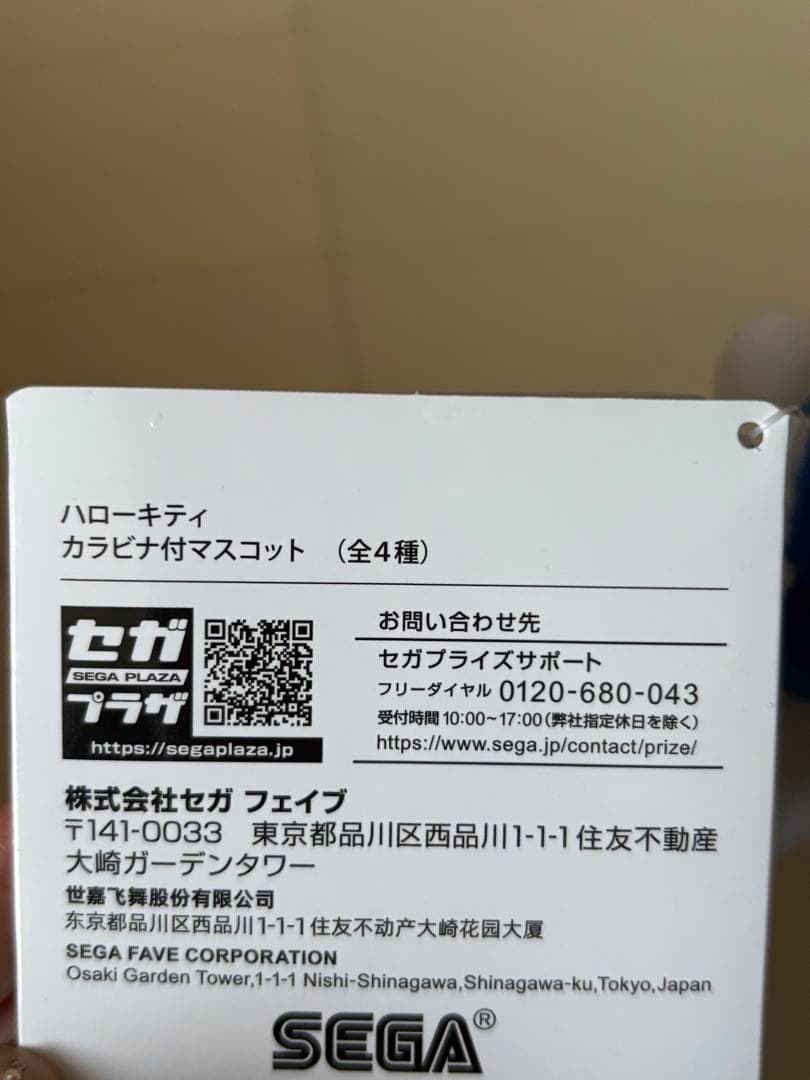 ハローキティ
カラビナ付マスコット （全4種）
セガ
SEGA PLAZA
プラザ
https://segaplaza.jp
お問い合わせ先
セガプライズサポート
フリーダイヤル 0120-680-043
受付時間 10:00~17:00(弊社指定休日を除く)
https://www.sega.jp/contact/prize/
株式会社セガ フェイブ
〒141-0033 東京都品川区西品川1-1-1住友不動産
大崎ガーデンタワー
世嘉飞舞股份有限公司
东京都品川区西品川1-1-1住友不动产大崎花园大厦
SEGA FAVE CORPORATION
Osaki Garden Tower,1-1-1 Nishi-Shinagawa,Shinagawa-ku,Tokyo,Japan
SEGA®